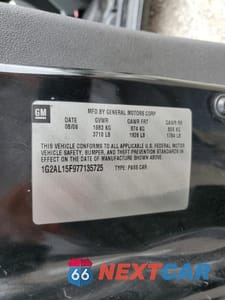 GM
MFD BY GENERAL MOTORS CORP
DATE GVWR GAWR FRT GAWR RR
08/06 1683 KG 874 KG 809 KG
3710 LB 1926 LB 1784 LB
THIS VEHICLE CONFORMS TO ALL APPLICABLE U.S. FEDERAL
MOTOR VEHICLE SAFETY, BUMPER, AND THEFT PREVENTION
STANDARDS IN EFFECT ON THE DATE OF MANUFACTURE SHOWN ABOVE.
1G2AL15F977135725 TYPE: PASS CAR
66 NEXTCAR